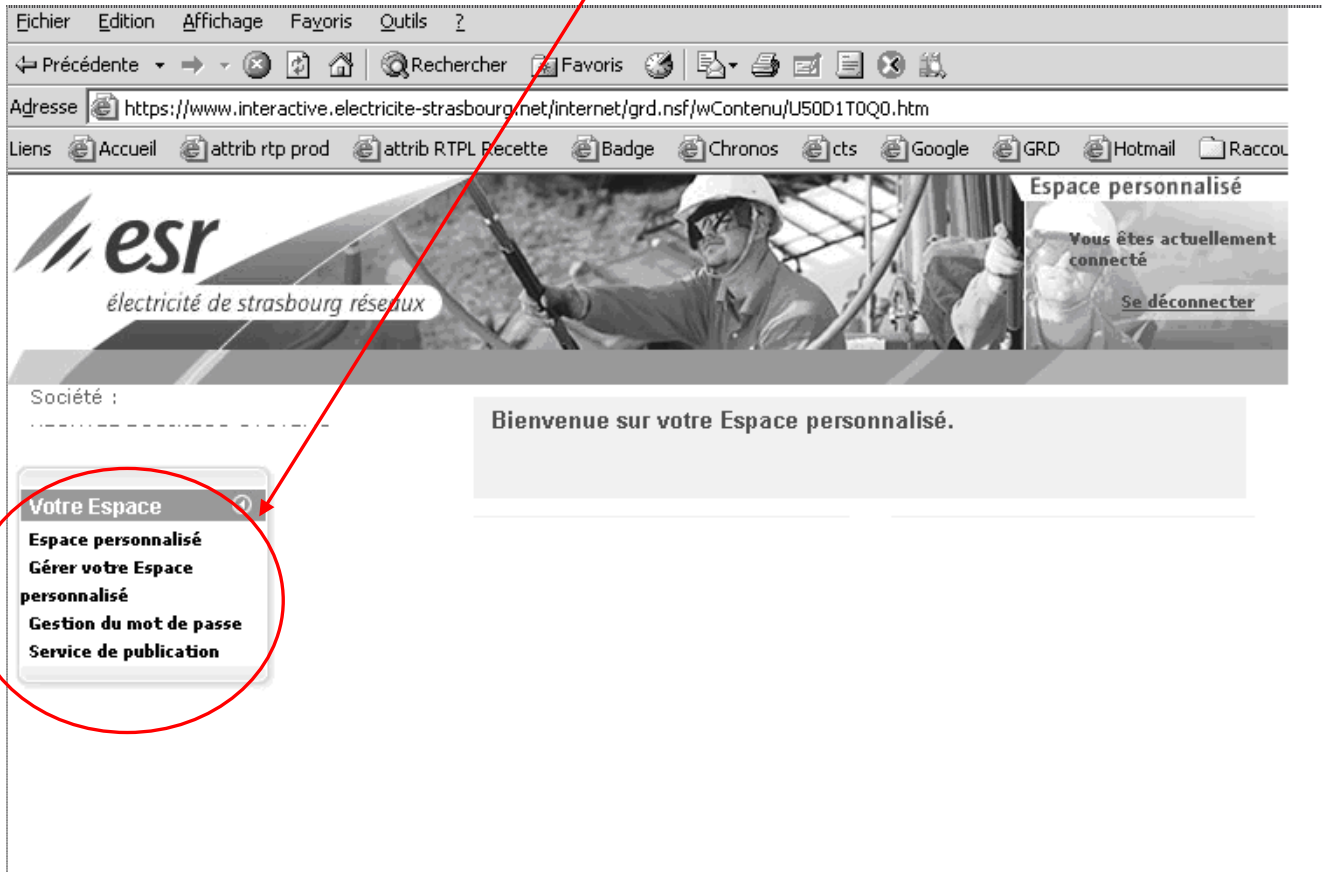 Fichier Edition Affichage Favoris Outils ?
Précédente Rechercher Favoris
Adresse https://www.interactive.electricite-strasbourg.net/internet/grd.nsf/wContenu/U50D1T0Q0.htm
Liens Accueil attrib rtp prod attrib RTPL Recette Badge Chronos cts Google GRD Hotmail Raccou
esr
électricité de strasbourg réseaux
Espace personnalisé
Vous êtes actuellement
connecté
Se déconnecter
Société :
Bienvenue sur votre Espace personnalisé.
Votre Espace
Espace personnalisé
Gérer votre Espace
personnalisé
Gestion du mot de passe
Service de publication